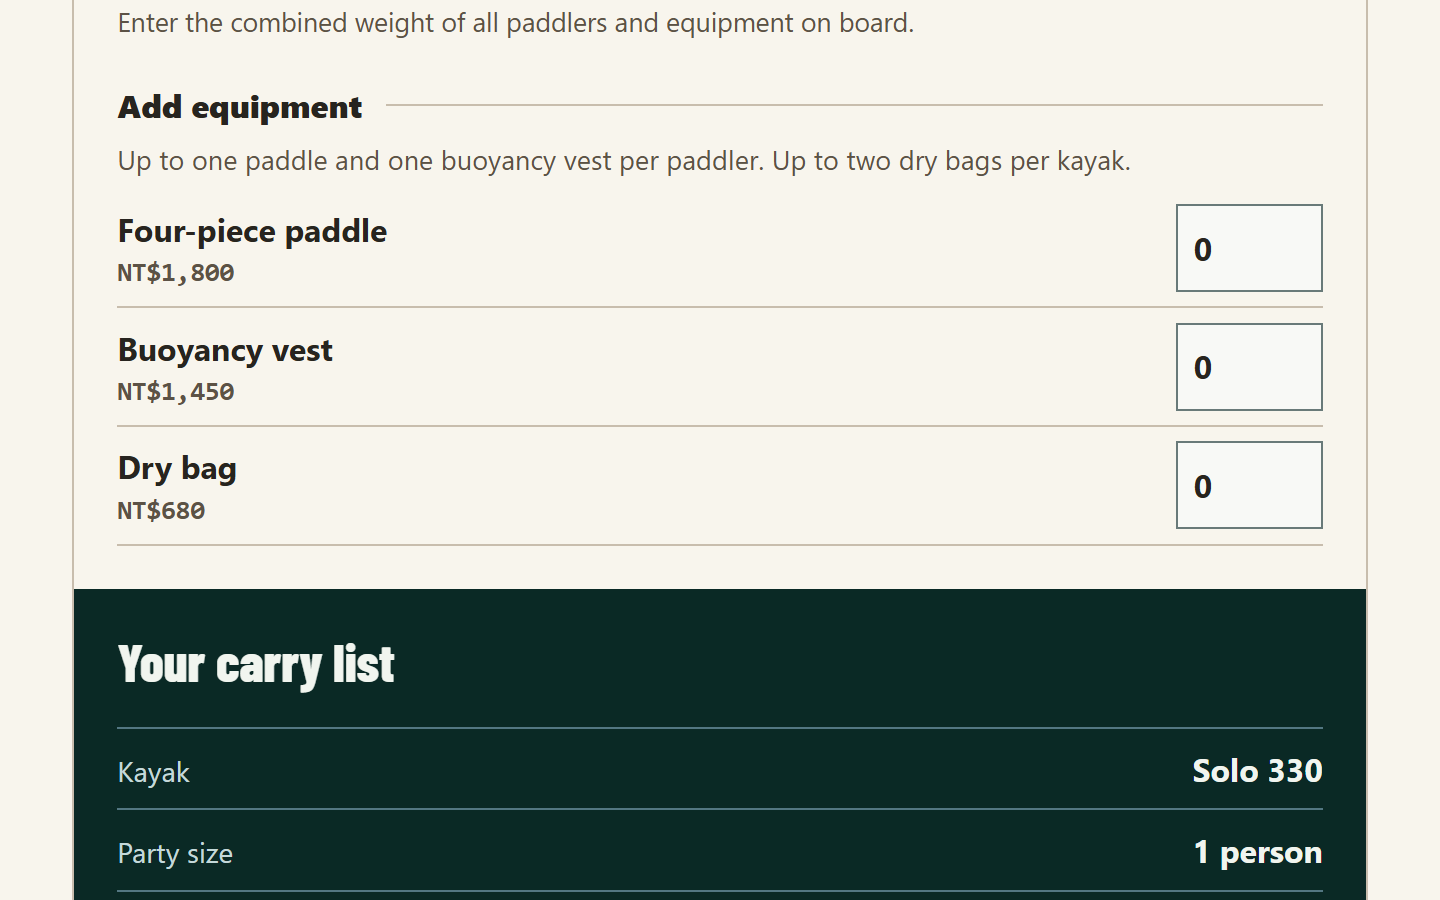 Enter the combined weight of all paddlers and equipment on board.
Add equipment
Up to one paddle and one buoyancy vest per paddler. Up to two dry bags per kayak.
Four-piece paddle
NT$1,800
0
Buoyancy vest
NT$1,450
0
Dry bag
NT$680
0
Your carry list
Kayak
Solo 330
Party size
1 person